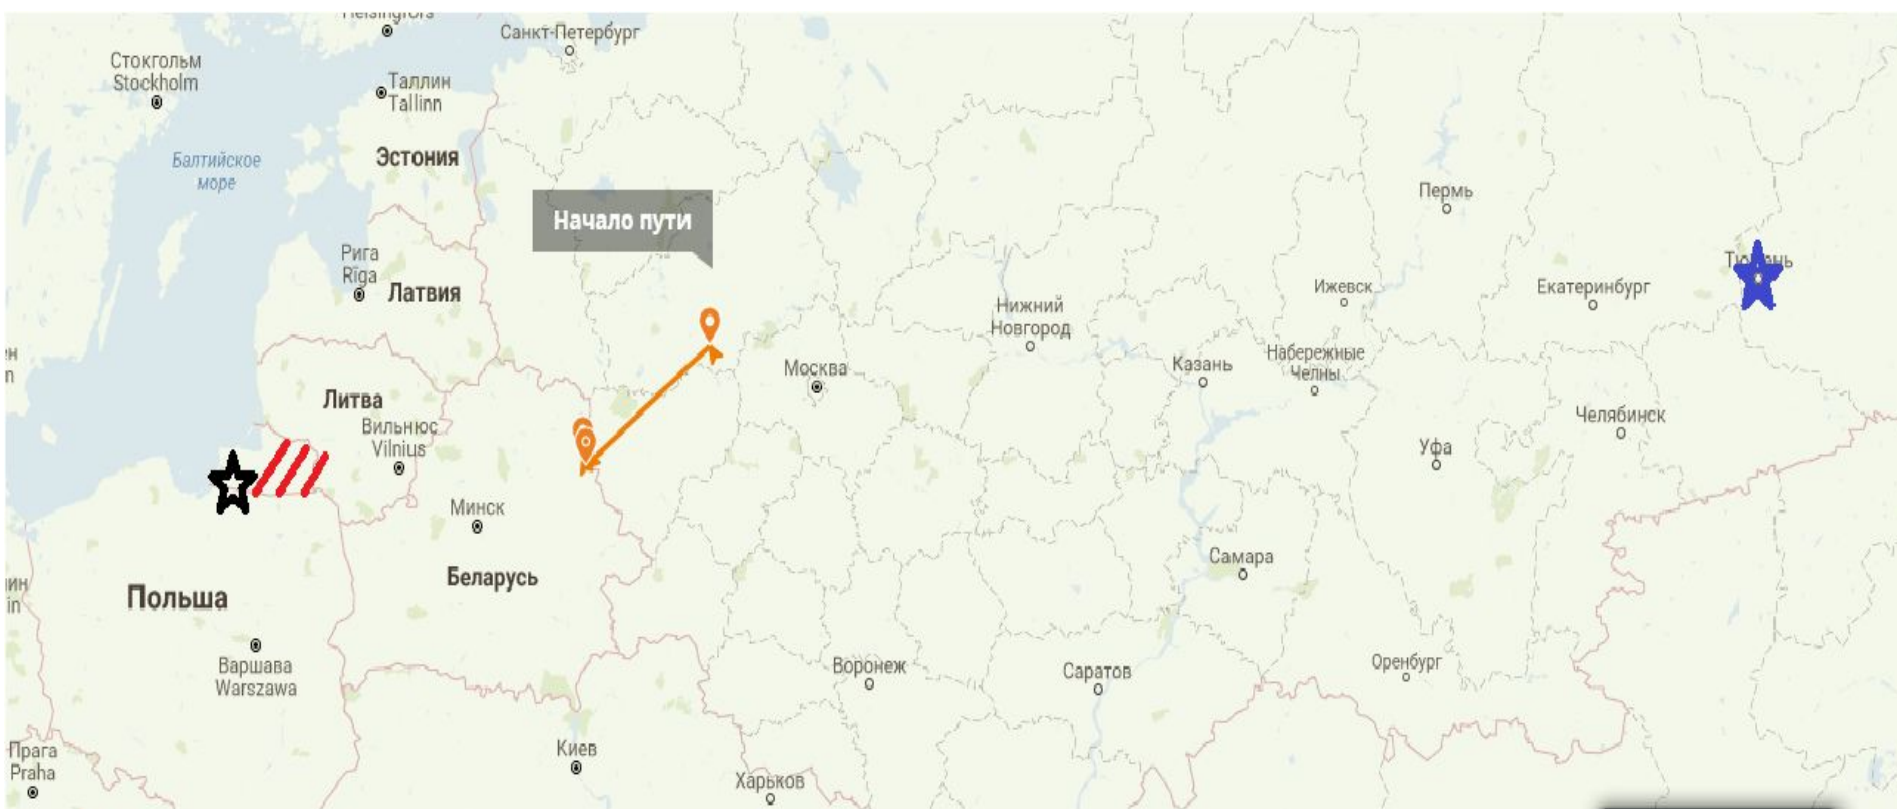 Helsingfors
Санкт-Петербург
Стокгольм
Stockholm
Таллин
Tallinn
Эстония
Балтийское
море
Пермь
Начало пути
Рига
Rīga
Латвия
Екатеринбург
Ижевск
Нижний
Новгород
Казань
Набережные
Челны
Москва
Литва
Вильнюс
Vilnius
Челябинск
Уфа
Минск
Беларусь
Самара
Польша
Варшава
Warszawa
Воронеж
Саратов
Оренбург
Киев
Прага
Praha
Харьков